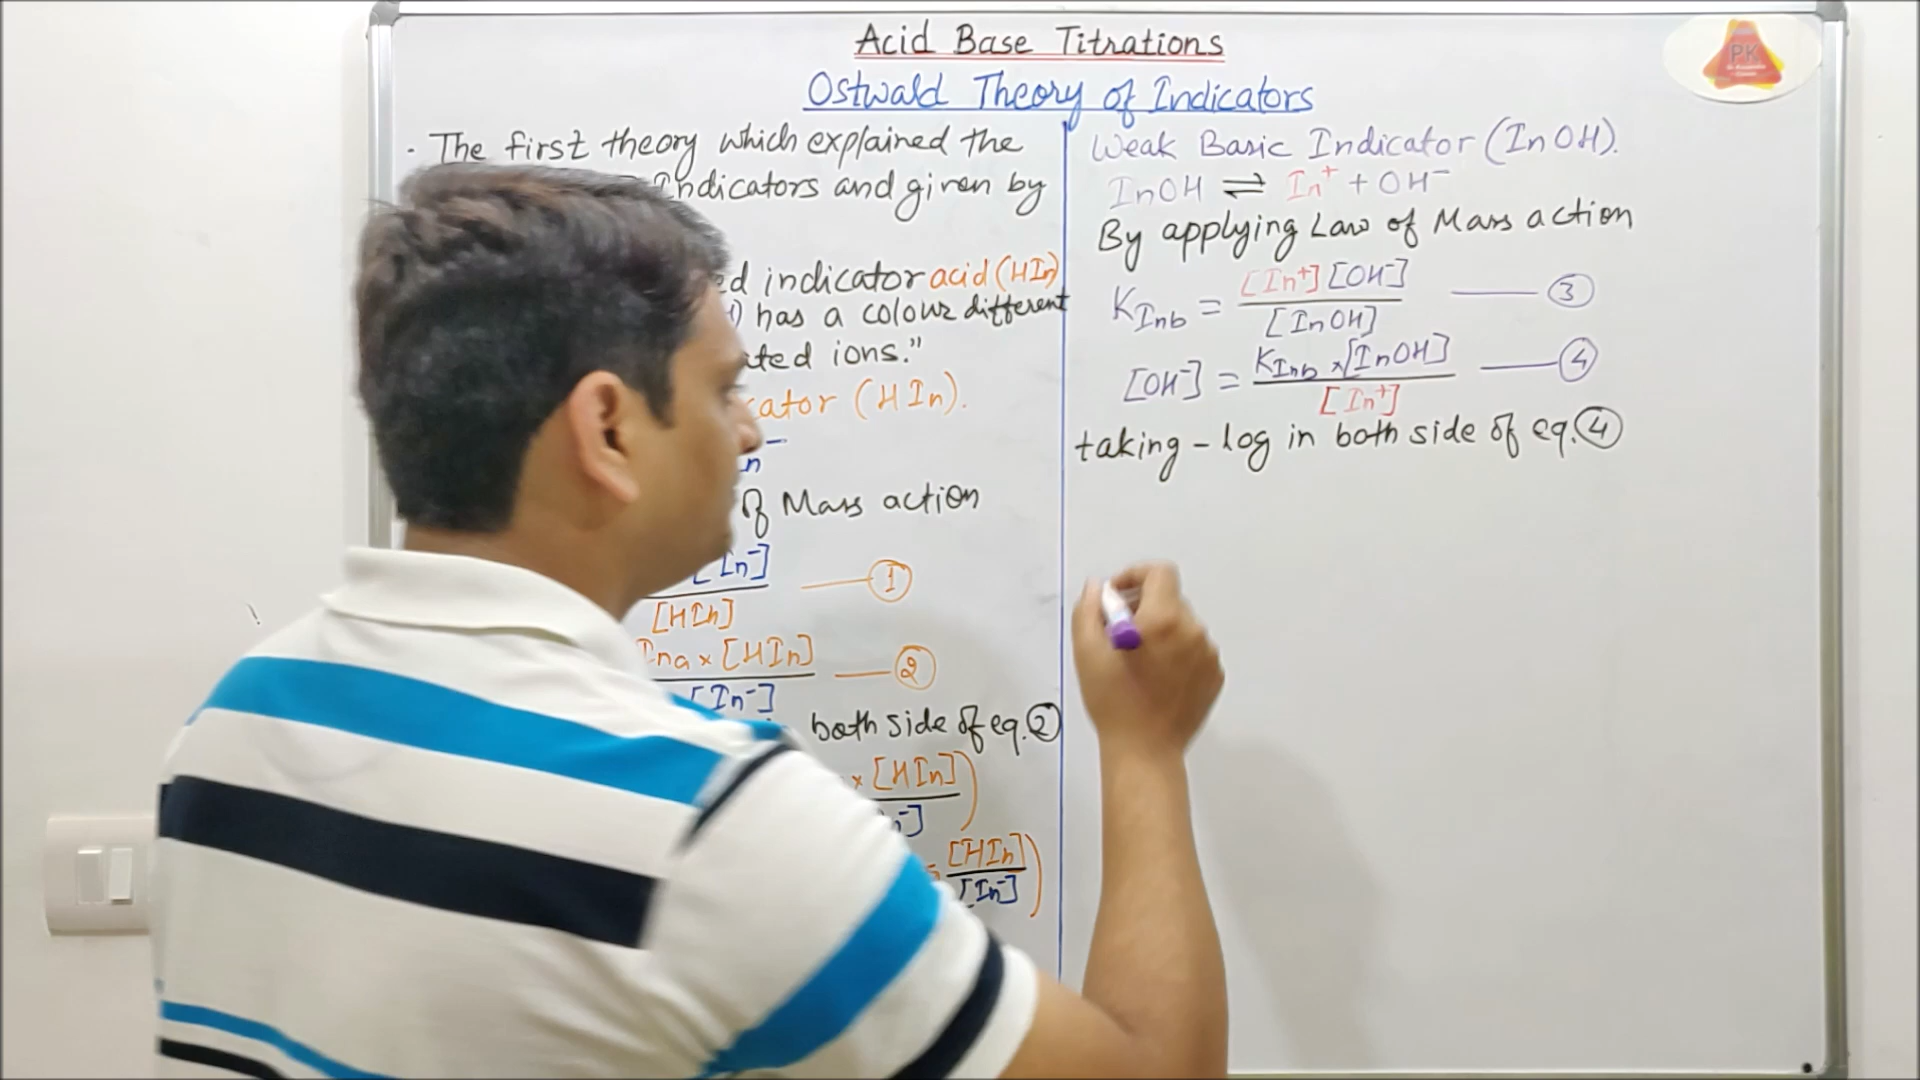 Acid Base Titrations
Ostwald Theory of Indicators
PK
· The first theory which explained the
Indicators and given by
indicator acid (HIn)
has a colour different
ions."
(HIn).
of Mass action
[In⁻] ——①
[HIn]
x [HIn] ——②
[In⁻]
both side of eq.②
x [HIn])
[HIn])
[In⁻]
Weak Basic Indicator (InOH).
InOH ⇌ In⁺ + OH⁻
By applying Law of Mass action
K_Inb = [In⁺][OH⁻] / [InOH] ——③
[OH⁻] = K_Inb x [InOH] / [In⁺] ——④
taking - log in both side of eq.④